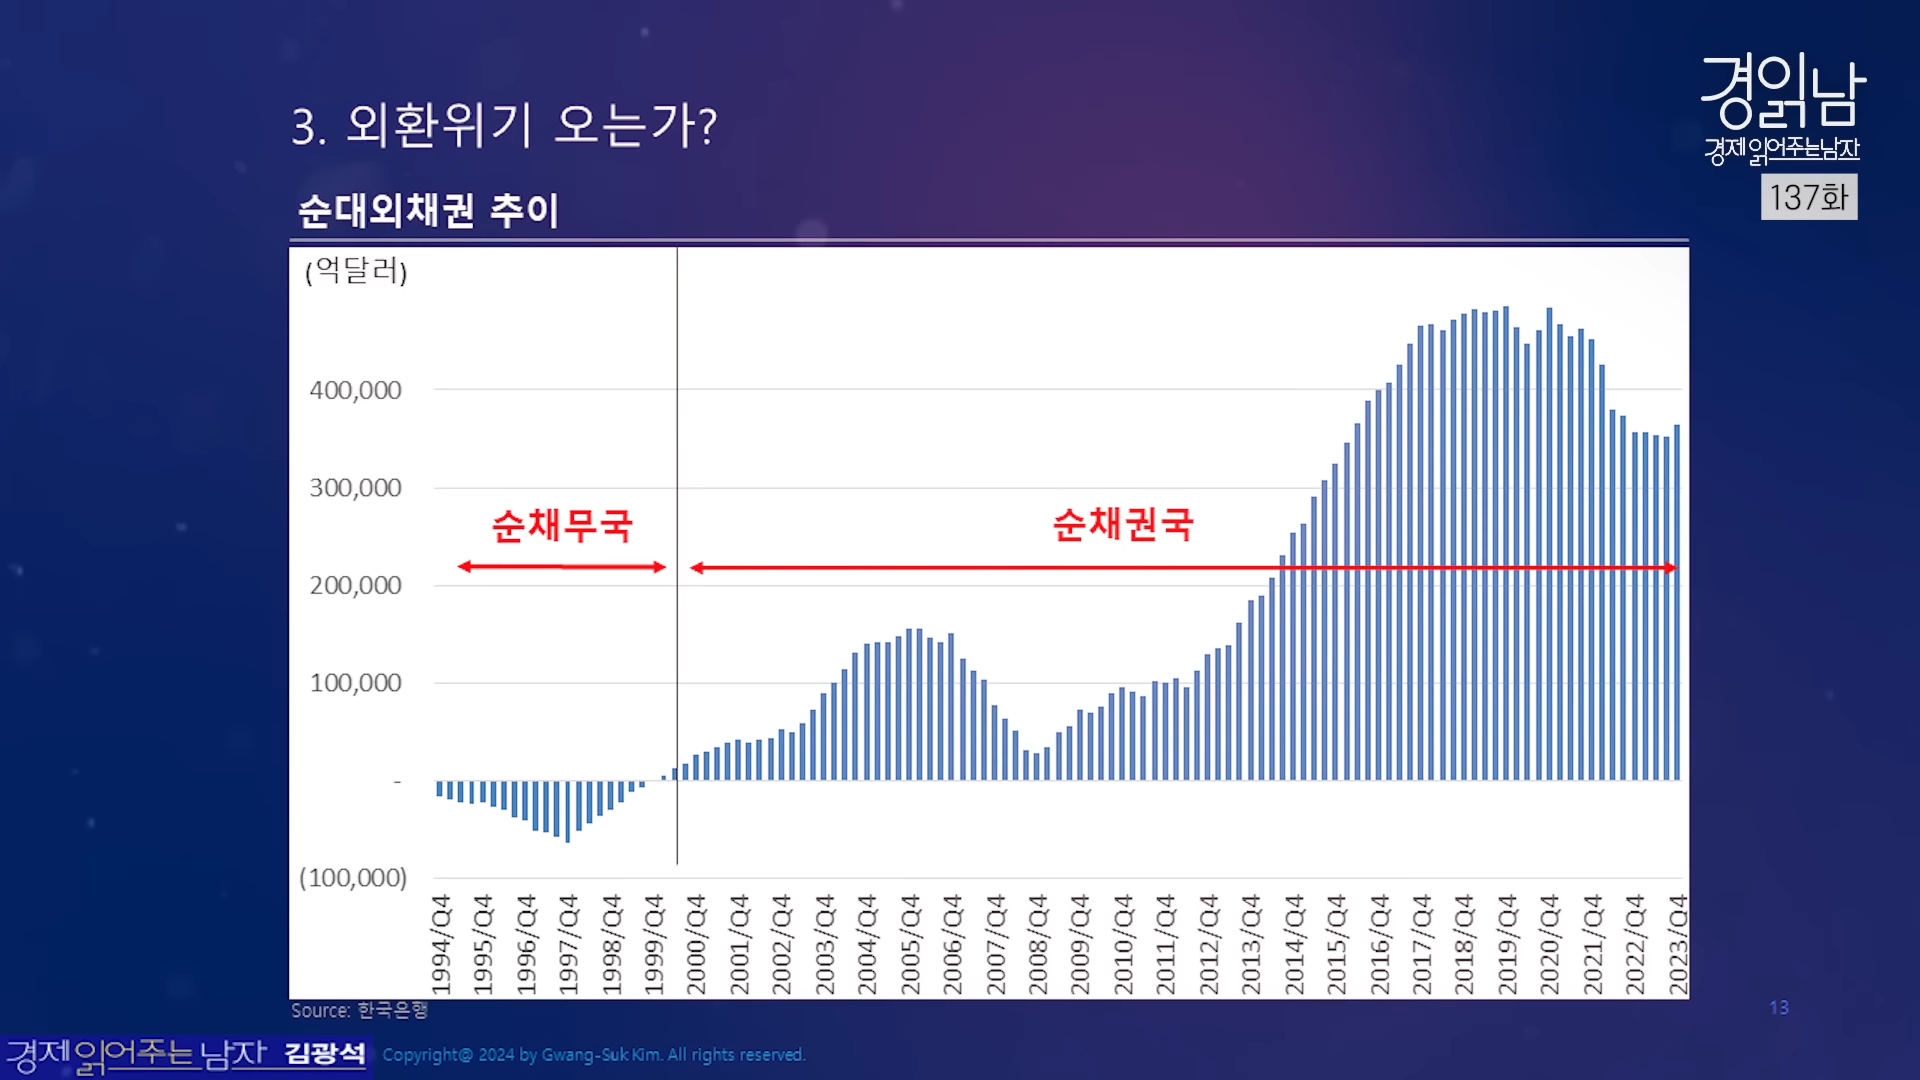 경읽남
경제읽어주는남자
137화
3. 외환위기 오는가?
순대외채권 추이
(억달러)
400,000
300,000
200,000
100,000
-
(100,000)
순채무국
순채권국
1994/Q4
1995/Q4
1996/Q4
1997/Q4
1998/Q4
1999/Q4
2000/Q4
2001/Q4
2002/Q4
2003/Q4
2004/Q4
2005/Q4
2006/Q4
2007/Q4
2008/Q4
2009/Q4
2010/Q4
2011/Q4
2012/Q4
2013/Q4
2014/Q4
2015/Q4
2016/Q4
2017/Q4
2018/Q4
2019/Q4
2020/Q4
2021/Q4
2022/Q4
2023/Q4
Source: 한국은행
13
경제 읽어주는 남자 김광석 Copyright@ 2024 by Gwang-Suk Kim. All rights reserved.